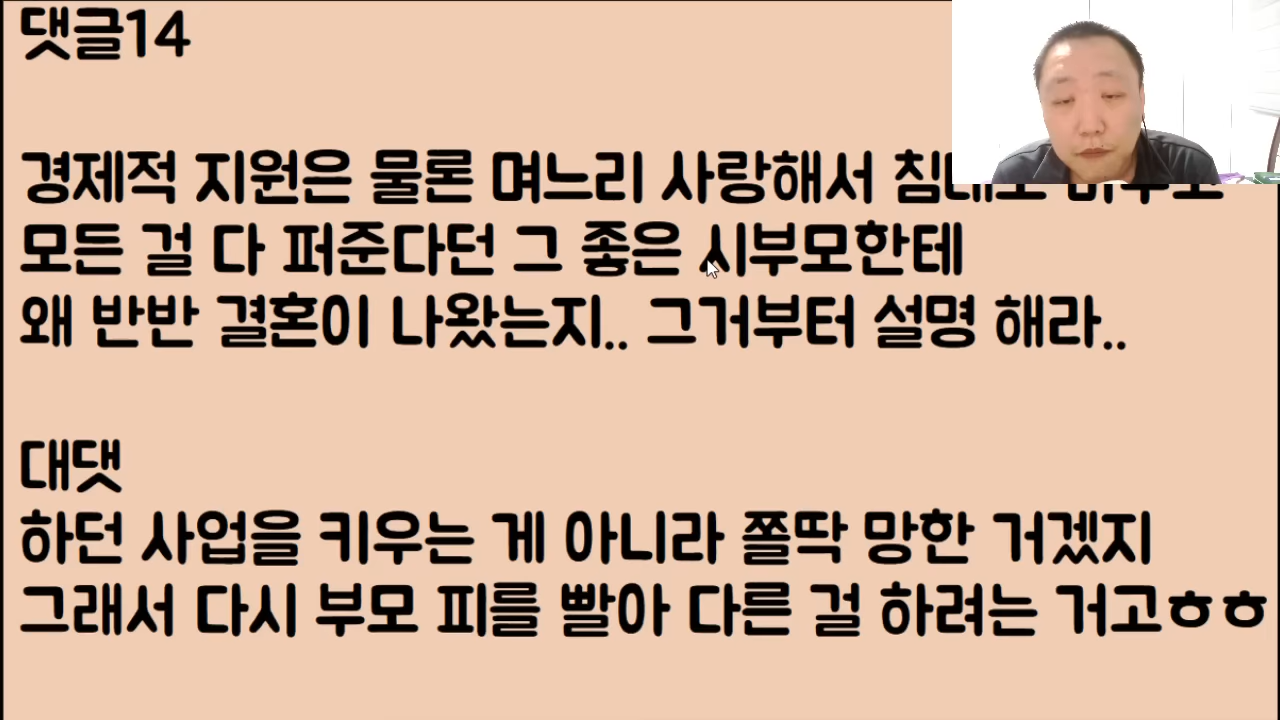 댓글14
경제적 지원은 물론 며느리 사랑해서
모든 걸 다 퍼준다던 그 좋은 시부모한테
왜 반반 결혼이 나왔는지.. 그거부터 설명 해라..
대댓
하던 사업을 키우는 게 아니라 쫄딱 망한 거겠지
그래서 다시 부모 피를 빨아 다른 걸 하려는 거고ㅎㅎ